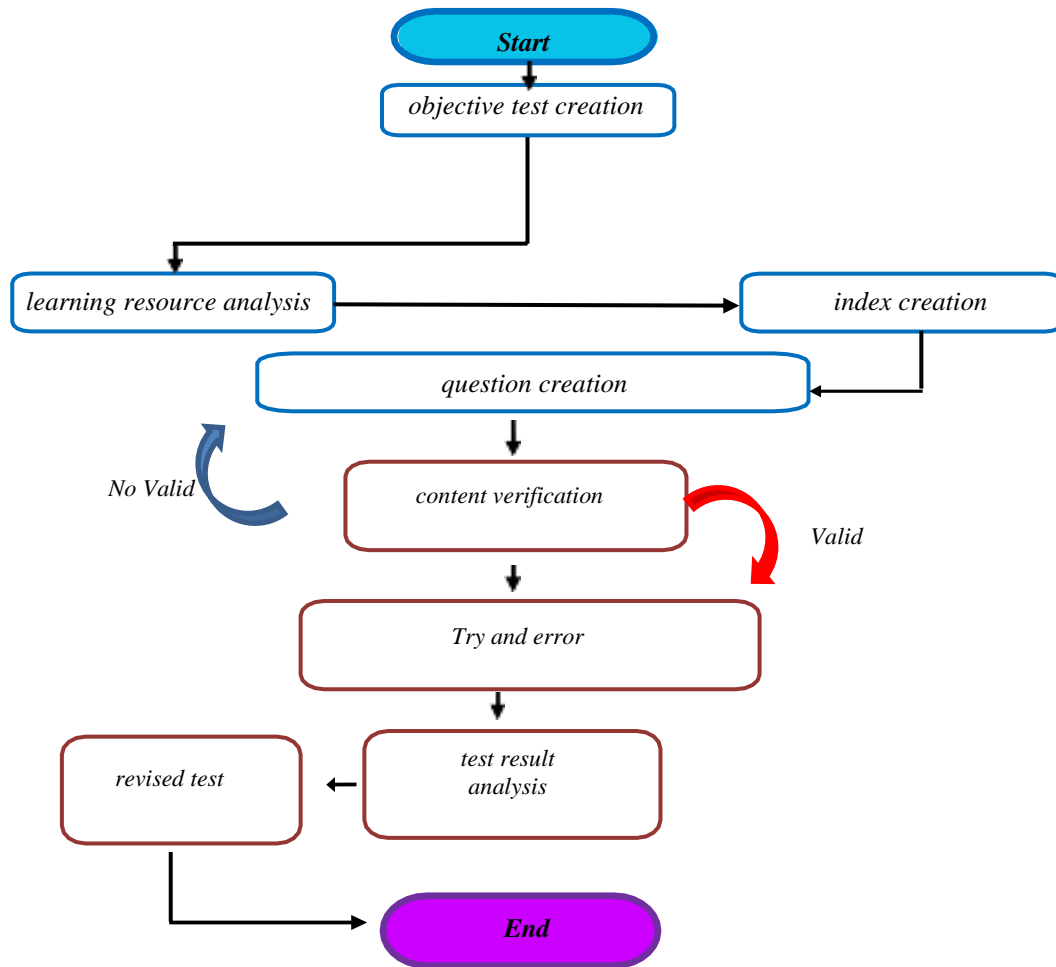 Start
objective test creation
learning resource analysis
index creation
question creation
No Valid
content verification
Valid
Try and error
test result
analysis
revised test
End